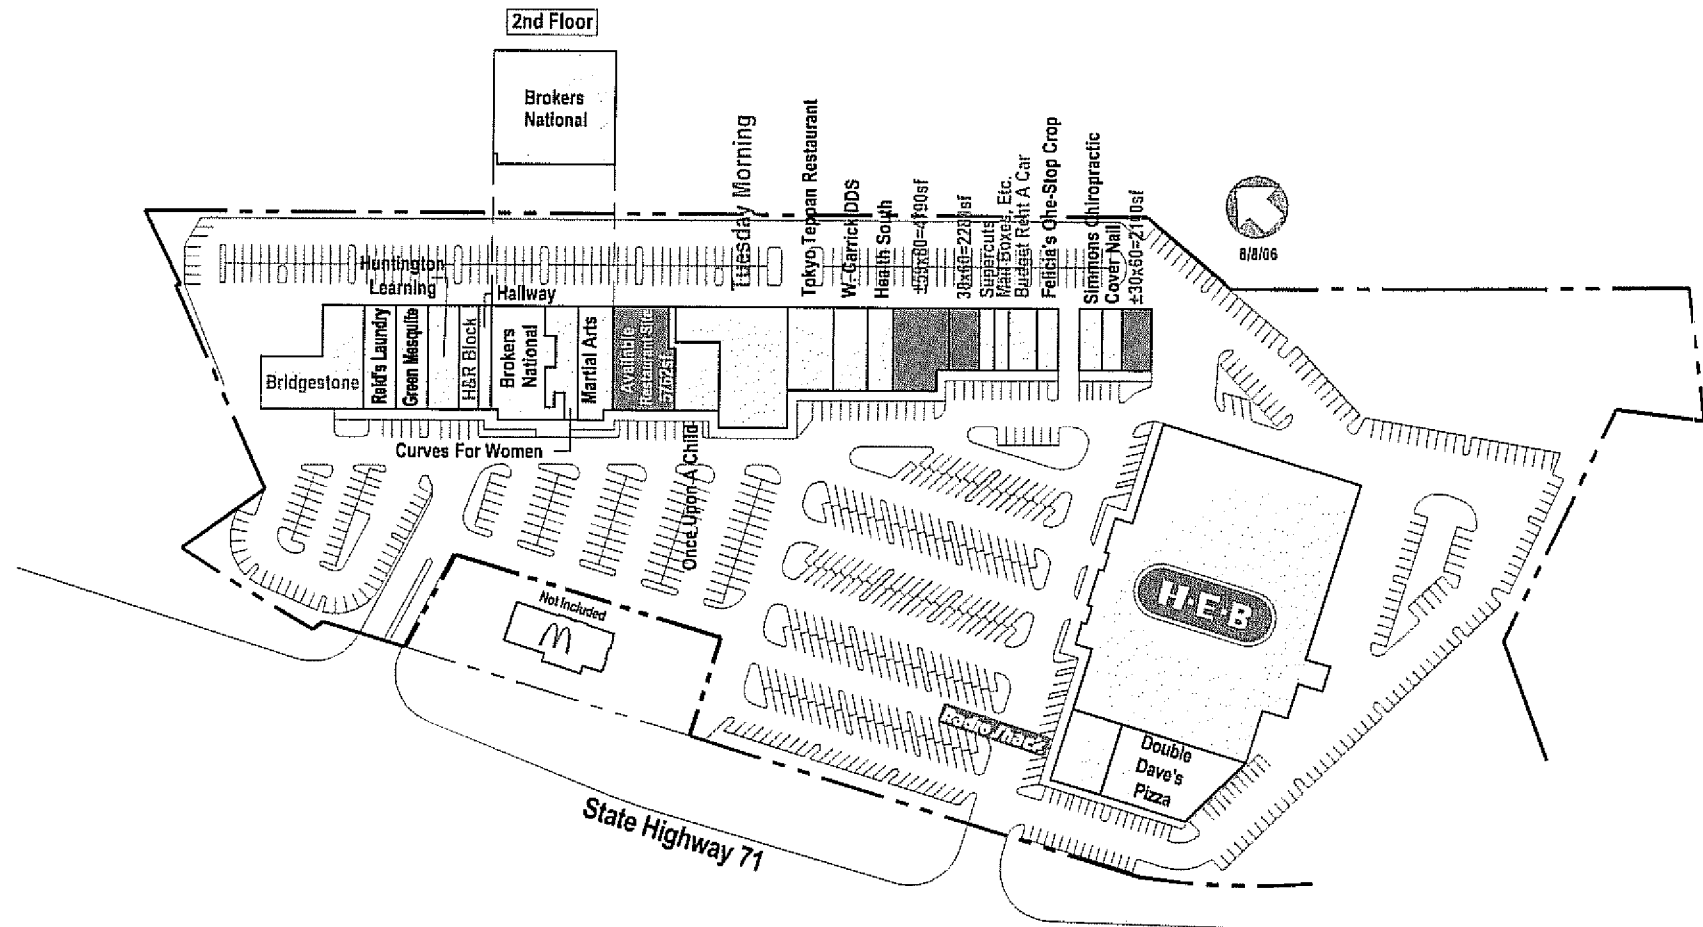 2nd Floor
Brokers
National
Tuesday Morning
Tokyo Teppan Restaurant
W. Carrick DDS
Health South
30x60=
Supercuts
Mail Boxes, Etc.
Budget Rent A Car
Felicia's One-Stop Crop
Simmons Chiropractic
Cover Nail
8/8/06
Huntington
Learning
Hallway
Bridgestone
Reid's Laundry
Green Mesquite
H&R Block
Brokers
National
Martial Arts
Available
Restaurant Site
Curves For Women
Once Upon A Child
Not Included
H-E-B
Radio Shack
Double
Dave's
Pizza
State Highway 71